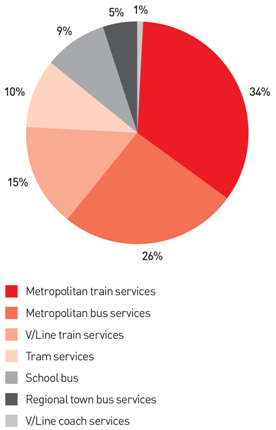 1%
5%
9%
34%
10%
15%
26%
Metropolitan train services
Metropolitan bus services
V/Line train services
Tram services
School bus
Regional town bus services
V/Line coach services